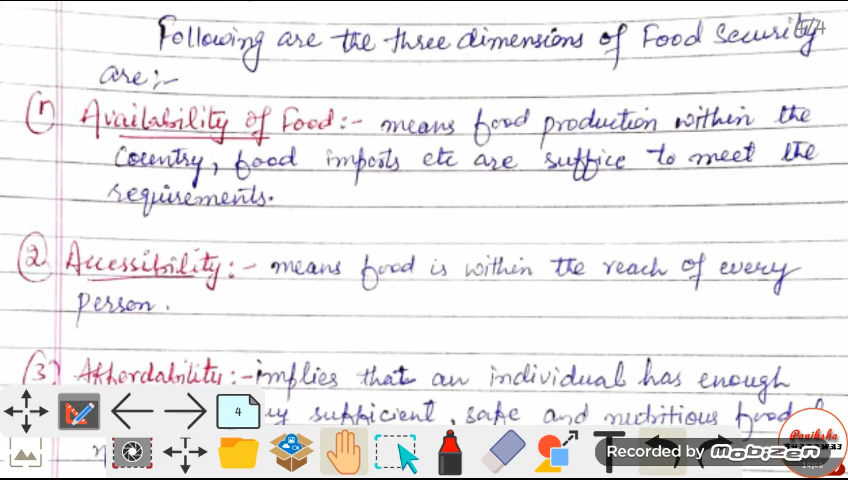 Following are the three dimensions of Food Security
are:-
(1) Availability of Food:- means food production within the
Country, food imports etc are suffice to meet the
requirements.
(2) Accessibility:- means food is within the reach of every
person.
(3) Affordability:- implies that an individual has enough
sufficient, safe and nutritious food
4
Recorded by mobizen
Paniksha